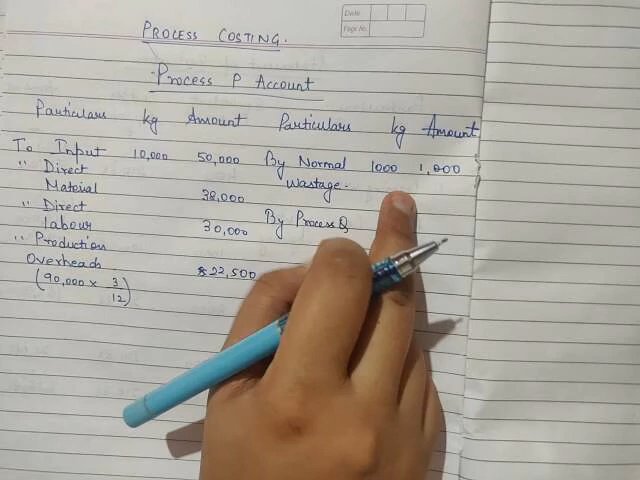 Date
Page No.
PROCESS COSTING.
Process P Account
Particulars kg Amount Particulars kg Amount
To Input 10,000 50,000 By Normal 1000 1,000
" Direct Wastage.
Material 38,000
" Direct By Process Q
labour 30,000
" Production
Overheads 22,500
(90,000 x 3/12)